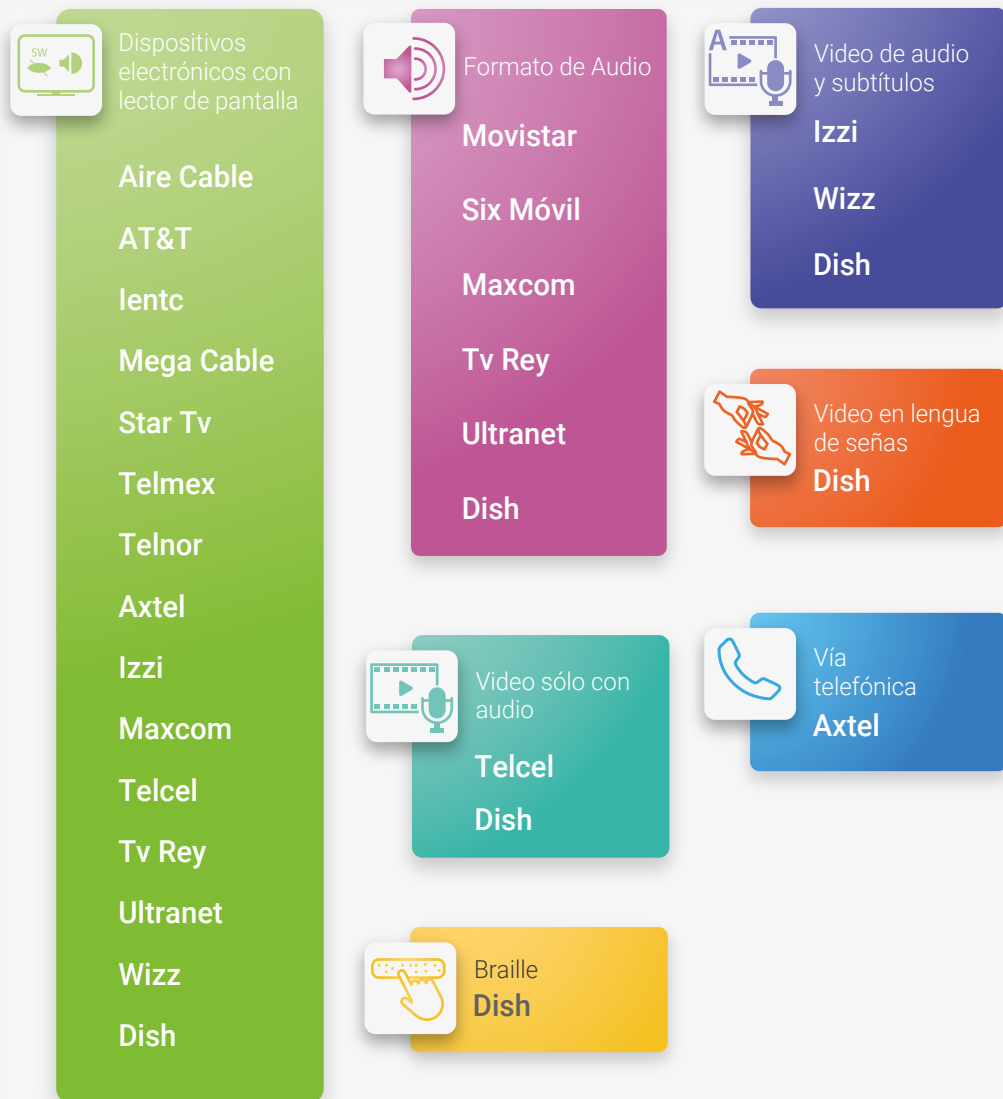 SW
Dispositivos
electrónicos con
lector de pantalla
Aire Cable
AT&T
Ientc
Mega Cable
Star Tv
Telmex
Telnor
Axtel
Izzi
Maxcom
Telcel
Tv Rey
Ultranet
Wizz
Dish
Formato de Audio
Movistar
Six Móvil
Maxcom
Tv Rey
Ultranet
Dish
Video sólo con
audio
Telcel
Dish
Braille
Dish
A
Video de audio
y subtítulos
Izzi
Wizz
Dish
Video en lengua
de señas
Dish
Vía
telefónica
Axtel